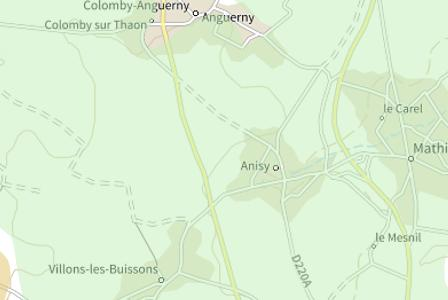 Colomby-Anguerny
Anguerny
Colomby sur Thaon
le Carel
Mathi
Anisy
le Mesnil
D220A
Villons-les-Buissons